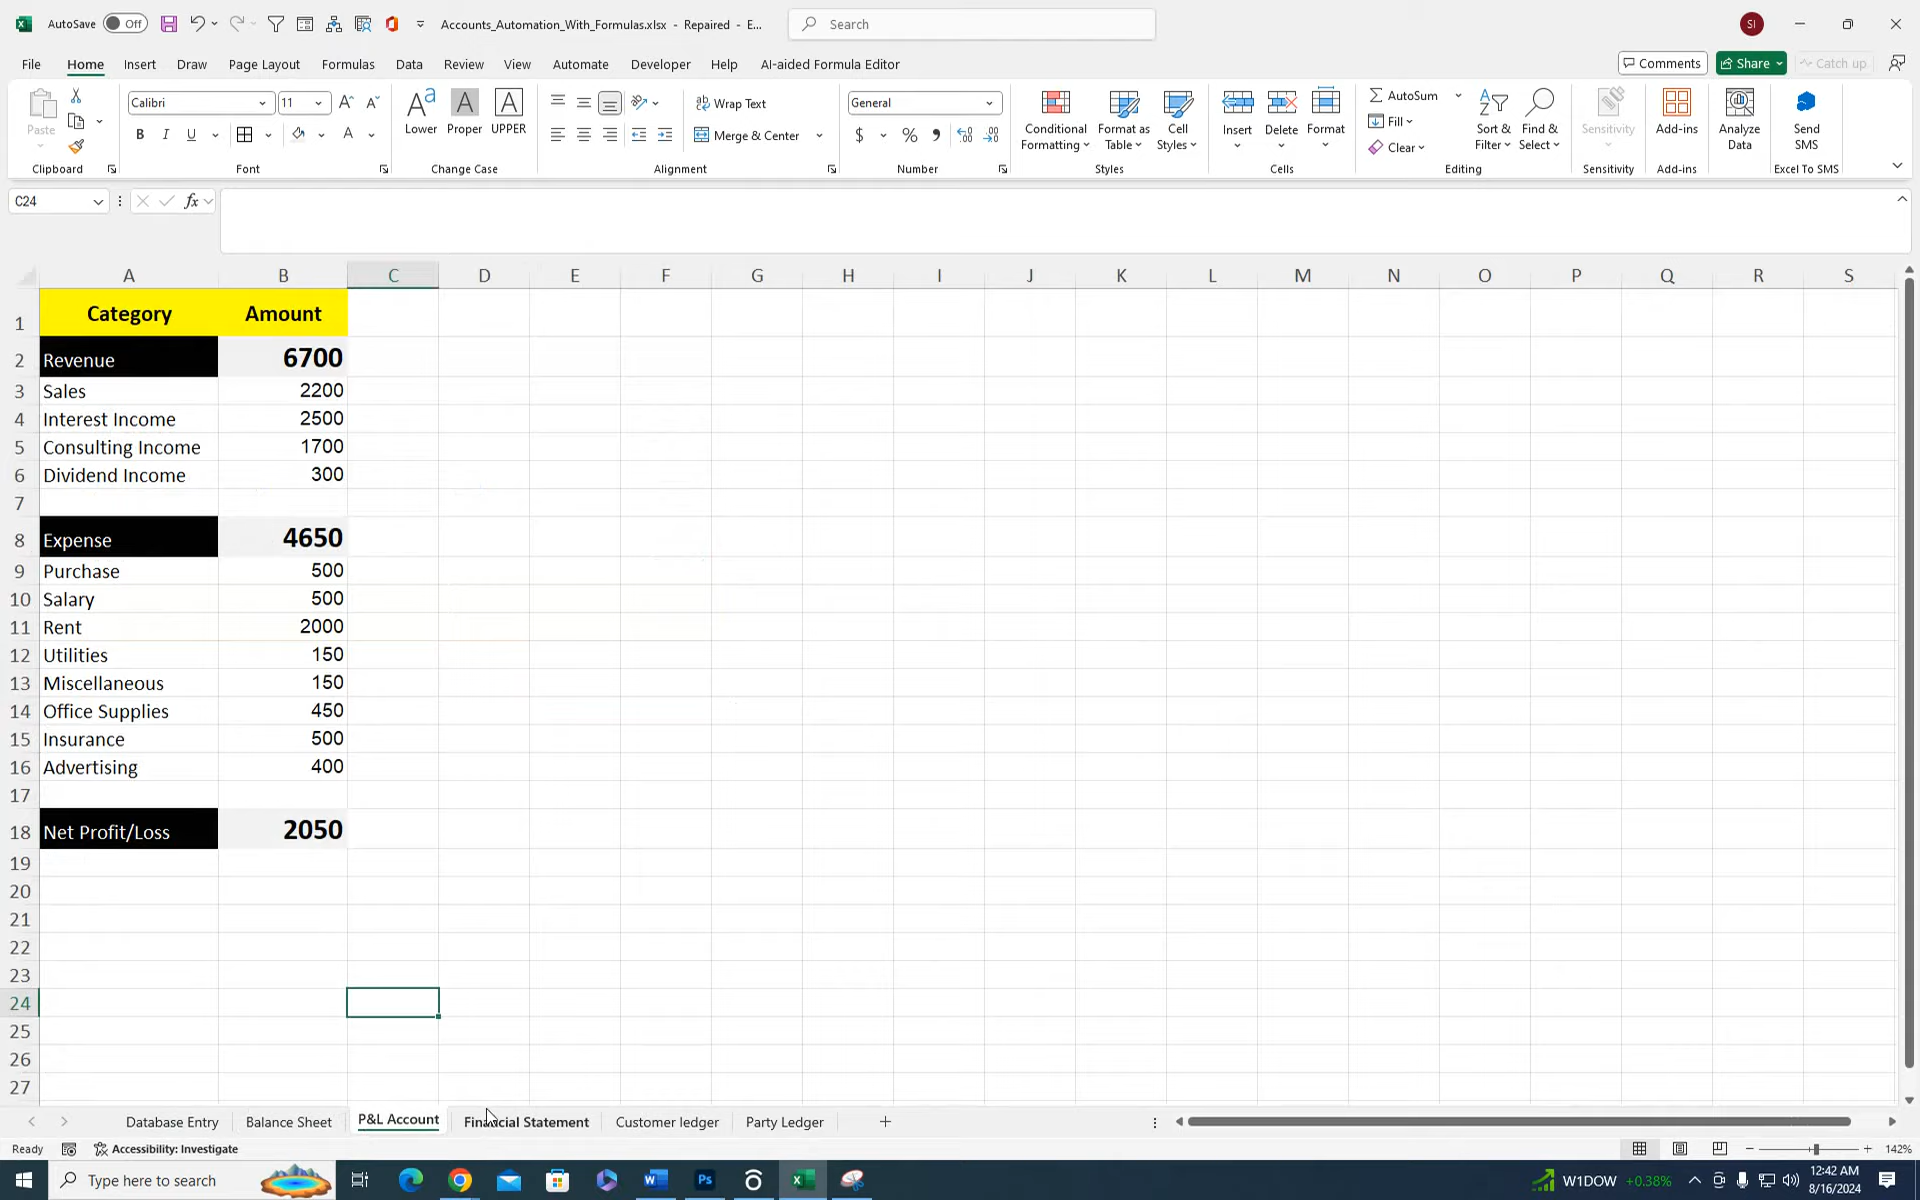 AutoSave Off Accounts_Automation_With_Formulas.xlsx - Repaired - E... Search SI
File Home Insert Draw Page Layout Formulas Data Review View Automate Developer Help AI-aided Formula Editor Comments Share Catch up
Paste Calibri 11 Lower Proper UPPER Wrap Text General Conditional Formatting Format as Table Cell Styles Insert Delete Format AutoSum Sort & Filter Find & Select Sensitivity Add-ins Analyze Data Send SMS
B I U A Merge & Center $ % Fill
Clear
Clipboard Font Change Case Alignment Number Styles Cells Editing Sensitivity Add-ins Excel To SMS
C24 fx
A B C D E F G H I J K L M N O P Q R S
1 Category Amount
2 Revenue 6700
3 Sales 2200
4 Interest Income 2500
5 Consulting Income 1700
6 Dividend Income 300
7
8 Expense 4650
9 Purchase 500
10 Salary 500
11 Rent 2000
12 Utilities 150
13 Miscellaneous 150
14 Office Supplies 450
15 Insurance 500
16 Advertising 400
17
18 Net Profit/Loss 2050
19
20
21
22
23
24
25
26
27
Database Entry Balance Sheet P&L Account Financial Statement Customer ledger Party Ledger
Ready Accessibility: Investigate 142%
Type here to search W1DOW +0.38% 12:42 AM
8/16/2024